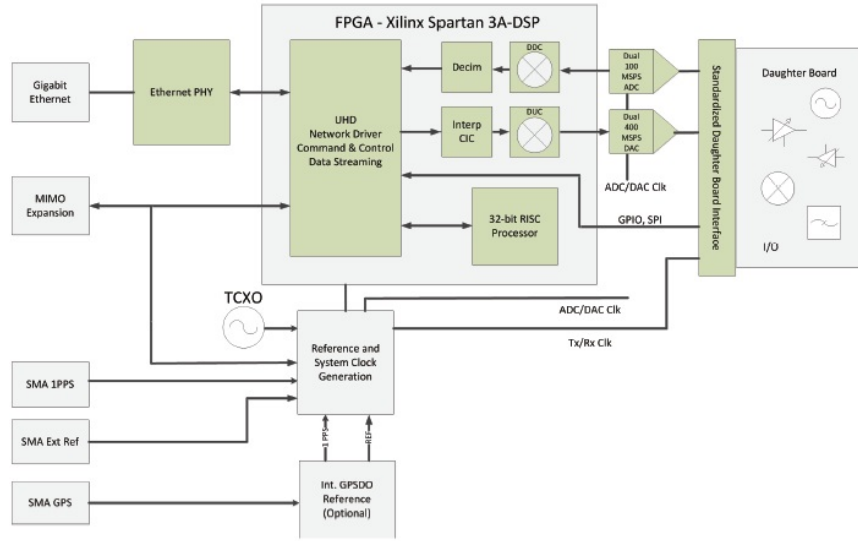 FPGA - Xilinx Spartan 3A-DSP
Gigabit
Ethernet
Ethernet PHY
UHD
Network Driver
Command & Control
Data Streaming
Decim
DDC
Dual
100
MSPS
ADC
Interp
CIC
DUC
Dual
400
MSPS
DAC
ADC/DAC Clk
Standardized Daughter Board Interface
Daughter Board
I/O
MIMO
Expansion
32-bit RISC
Processor
GPIO, SPI
TCXO
ADC/DAC Clk
Tx/Rx Clk
Reference and
System Clock
Generation
SMA 1PPS
SMA Ext Ref
1 PPS
REF
SMA GPS
Int. GPSDO
Reference
(Optional)